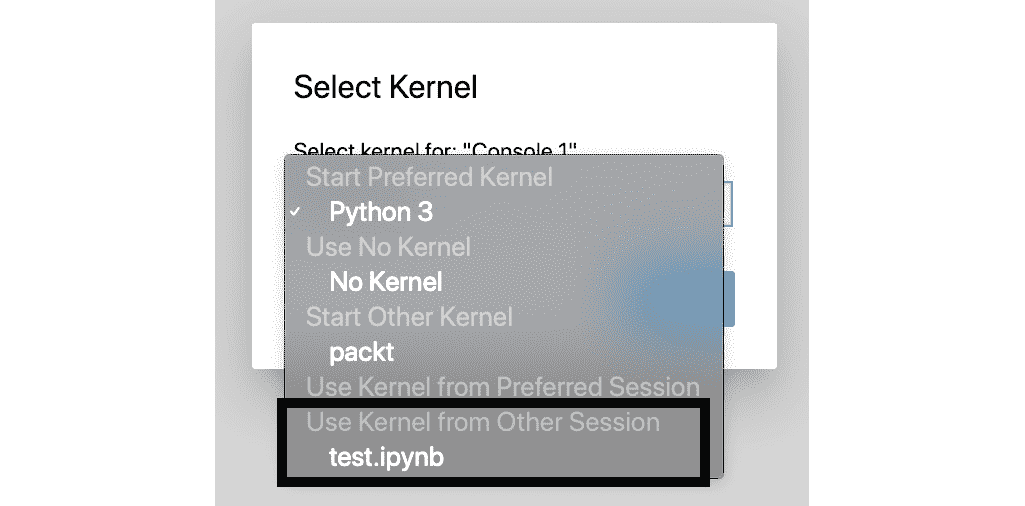 Select Kernel
Select kernel for: "Console 1"
Start Preferred Kernel
Python 3
Use No Kernel
No Kernel
Start Other Kernel
packt
Use Kernel from Preferred Session
Use Kernel from Other Session
test.ipynb